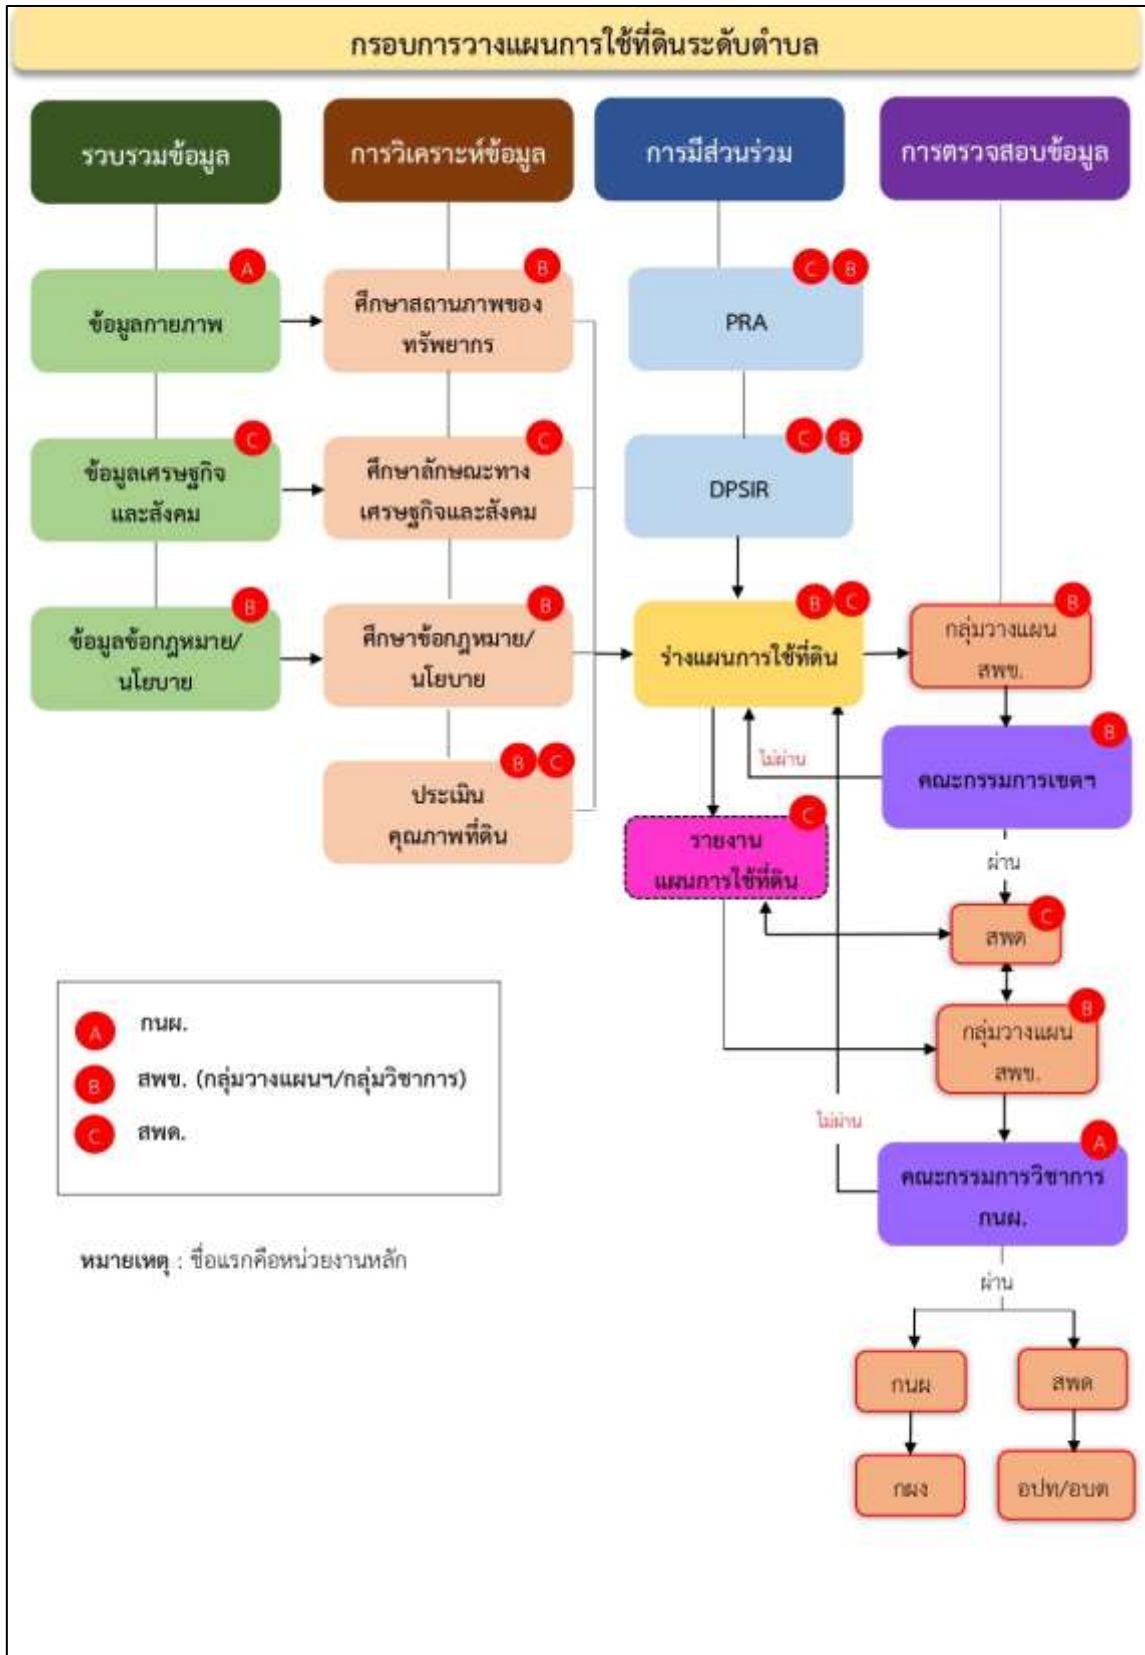 กรอบการวางแผนการใช้ที่ดินระดับตำบล
รวบรวมข้อมูล
การวิเคราะห์ข้อมูล
การมีส่วนร่วม
การตรวจสอบข้อมูล
A
ข้อมูลกายภาพ
B
ศึกษาสถานภาพของ
ทรัพยากร
C B
PRA
C
ข้อมูลเศรษฐกิจ
และสังคม
C
ศึกษาลักษณะทาง
เศรษฐกิจและสังคม
C B
DPSIR
B
ข้อมูลข้อกฎหมาย/
นโยบาย
B
ศึกษาข้อกฎหมาย/
นโยบาย
B C
ร่างแผนการใช้ที่ดิน
B
กลุ่มวางแผน
สพข.
B C
ประเมิน
คุณภาพที่ดิน
ไม่ผ่าน
B
คณะกรรมการเขตฯ
C
รายงาน
แผนการใช้ที่ดิน
ผ่าน
C
สพด
B
กลุ่มวางแผน
สพข.
A กนผ.
B สพข. (กลุ่มวางแผนฯ/กลุ่มวิชาการ)
C สพด.
ไม่ผ่าน
A
คณะกรรมการวิชาการ
กนผ.
หมายเหตุ : ชื่อแรกคือหน่วยงานหลัก
ผ่าน
กนผ
สพด
กผง
อปท/อบต